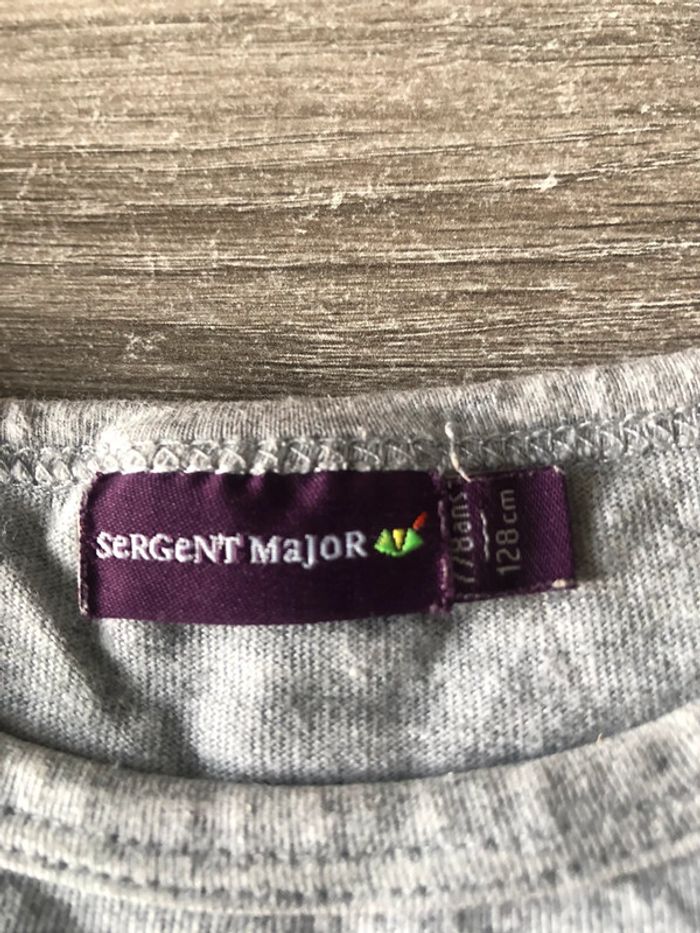 SeRGeNT MaJoR
7/8ans
128cm